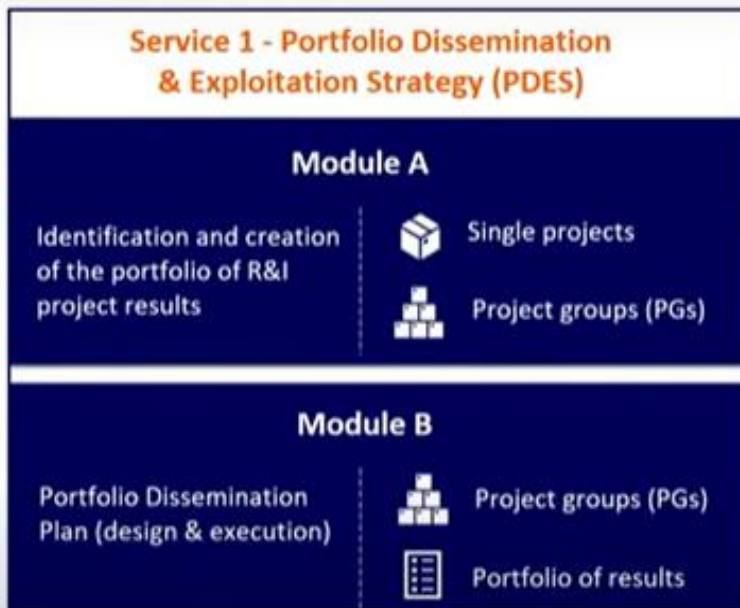 Service 1 - Portfolio Dissemination
& Exploitation Strategy (PDES)
Module A
Identification and creation
of the portfolio of R&I
project results
Single projects
Project groups (PGs)
Module B
Portfolio Dissemination
Plan (design & execution)
Project groups (PGs)
Portfolio of results